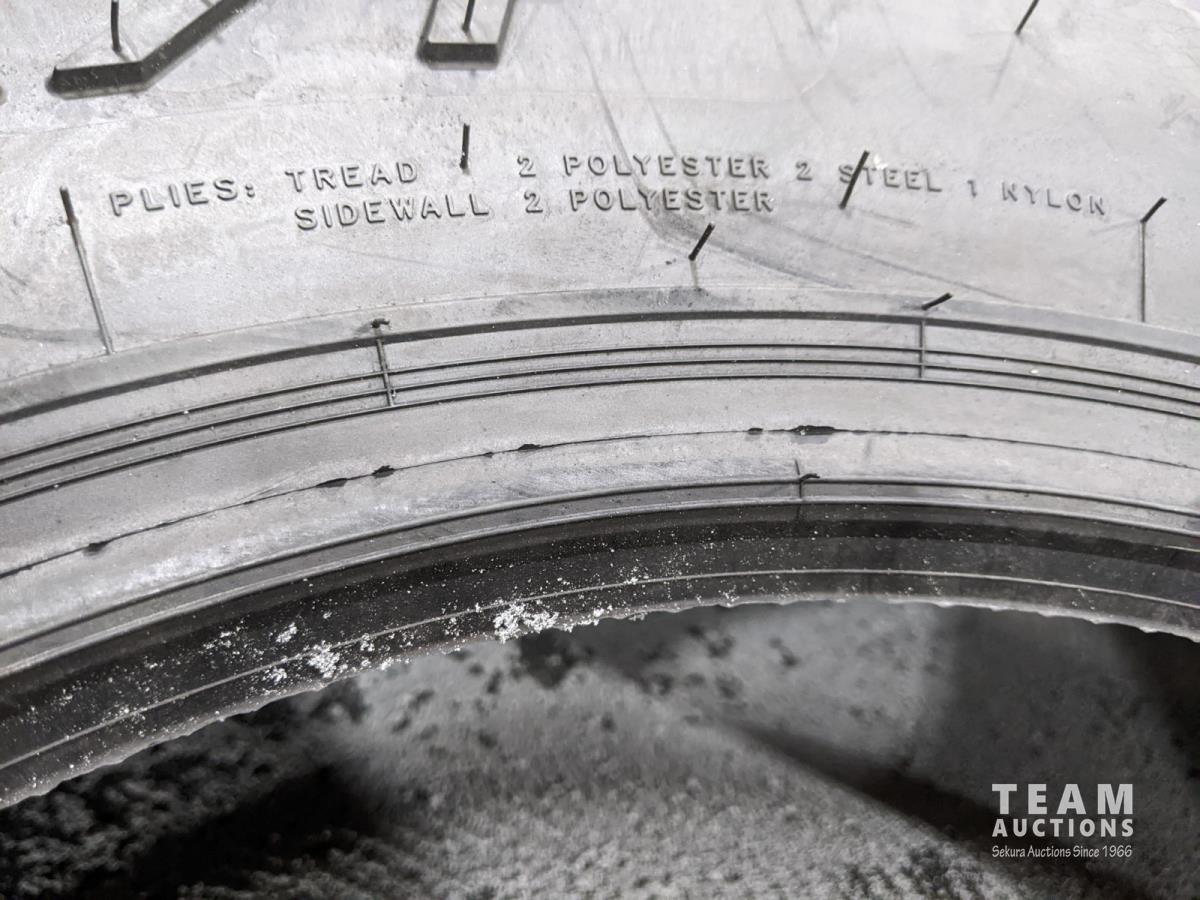 PLIES: TREAD 2 POLYESTER 2 STEEL 1 NYLON
SIDEWALL 2 POLYESTER
TEAM
AUCTIONS
Sekura Auctions Since 1966